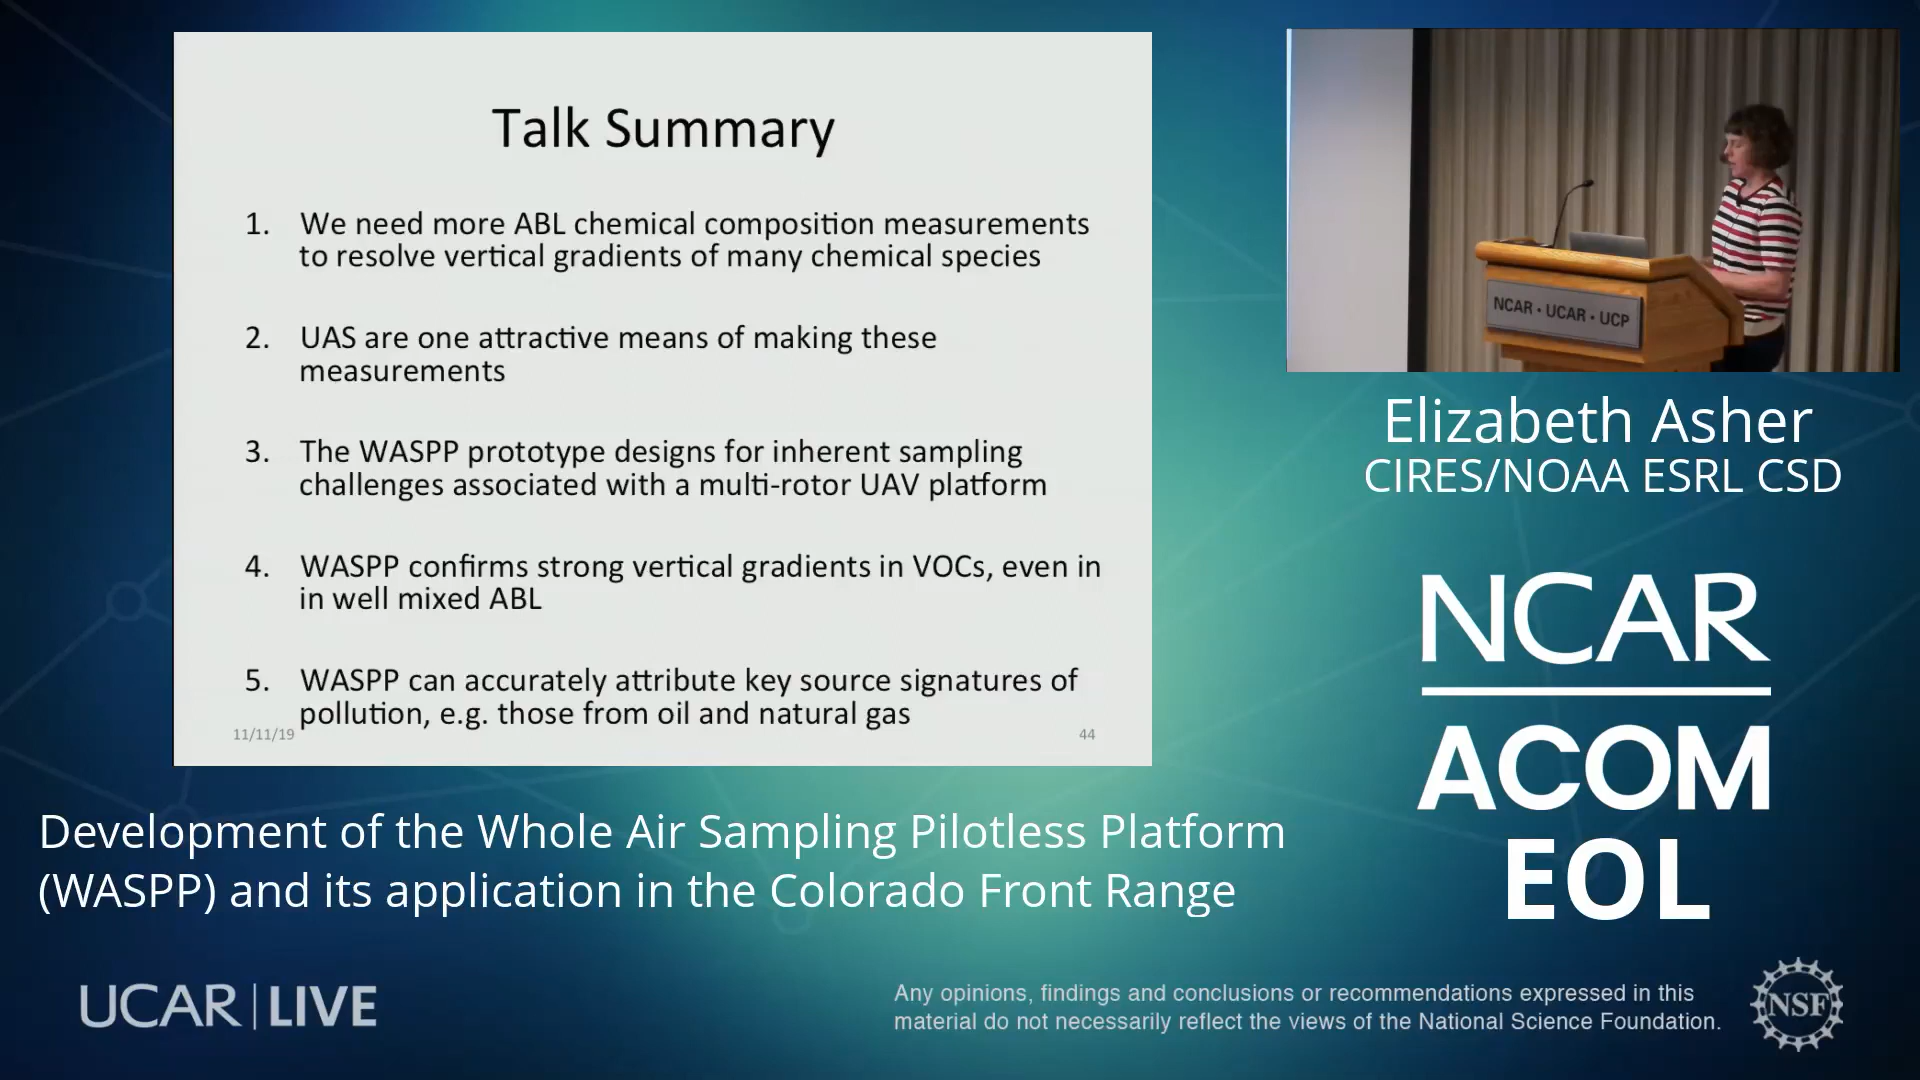 Talk Summary
1. We need more ABL chemical composition measurements
to resolve vertical gradients of many chemical species
2. UAS are one attractive means of making these
measurements
3. The WASPP prototype designs for inherent sampling
challenges associated with a multi-rotor UAV platform
4. WASPP confirms strong vertical gradients in VOCs, even in
in well mixed ABL
5. WASPP can accurately attribute key source signatures of
pollution, e.g. those from oil and natural gas
11/11/19
44
NCAR • UCAR • UCP
Elizabeth Asher
CIRES/NOAA ESRL CSD
NCAR
ACOM
EOL
Development of the Whole Air Sampling Pilotless Platform
(WASPP) and its application in the Colorado Front Range
UCAR | LIVE
Any opinions, findings and conclusions or recommendations expressed in this
material do not necessarily reflect the views of the National Science Foundation.
NSF